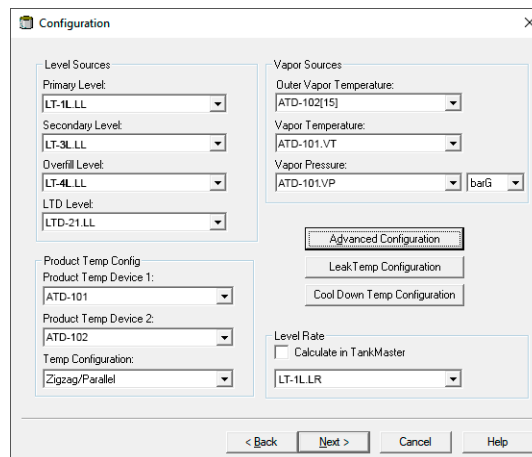 Configuration
Level Sources
Primary Level:
LT-1L.LL
Secondary Level:
LT-3L.LL
Overfill Level:
LT-4L.LL
LTD Level:
LTD-21.LL
Product Temp Config
Product Temp Device 1:
ATD-101
Product Temp Device 2:
ATD-102
Temp Configuration:
Zigzag/Parallel
Vapor Sources
Outer Vapor Temperature:
ATD-102[15]
Vapor Temperature:
ATD-101.VT
Vapor Pressure:
ATD-101.VP barG
Advanced Configuration
LeakTemp Configuration
Cool Down Temp Configuration
Level Rate
Calculate in TankMaster
LT-1L.LR
< Back Next > Cancel Help